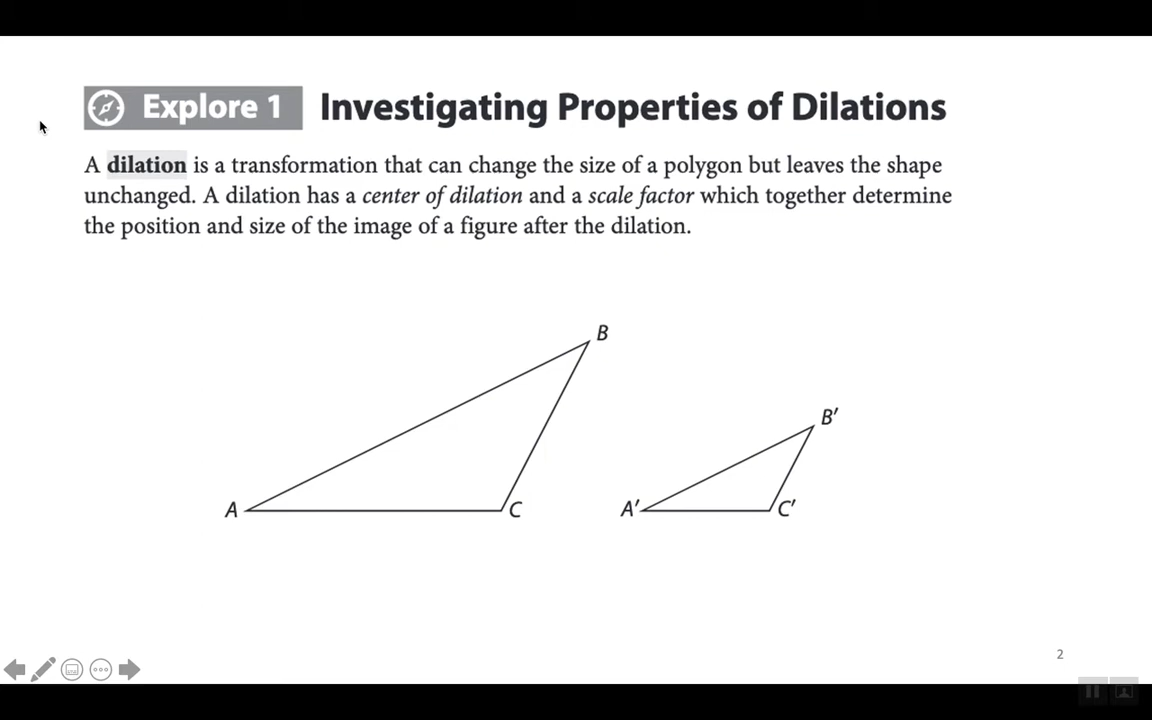 Explore 1 Investigating Properties of Dilations
A dilation is a transformation that can change the size of a polygon but leaves the shape
unchanged. A dilation has a center of dilation and a scale factor which together determine
the position and size of the image of a figure after the dilation.
B
B′
A
C
A′
C′
2